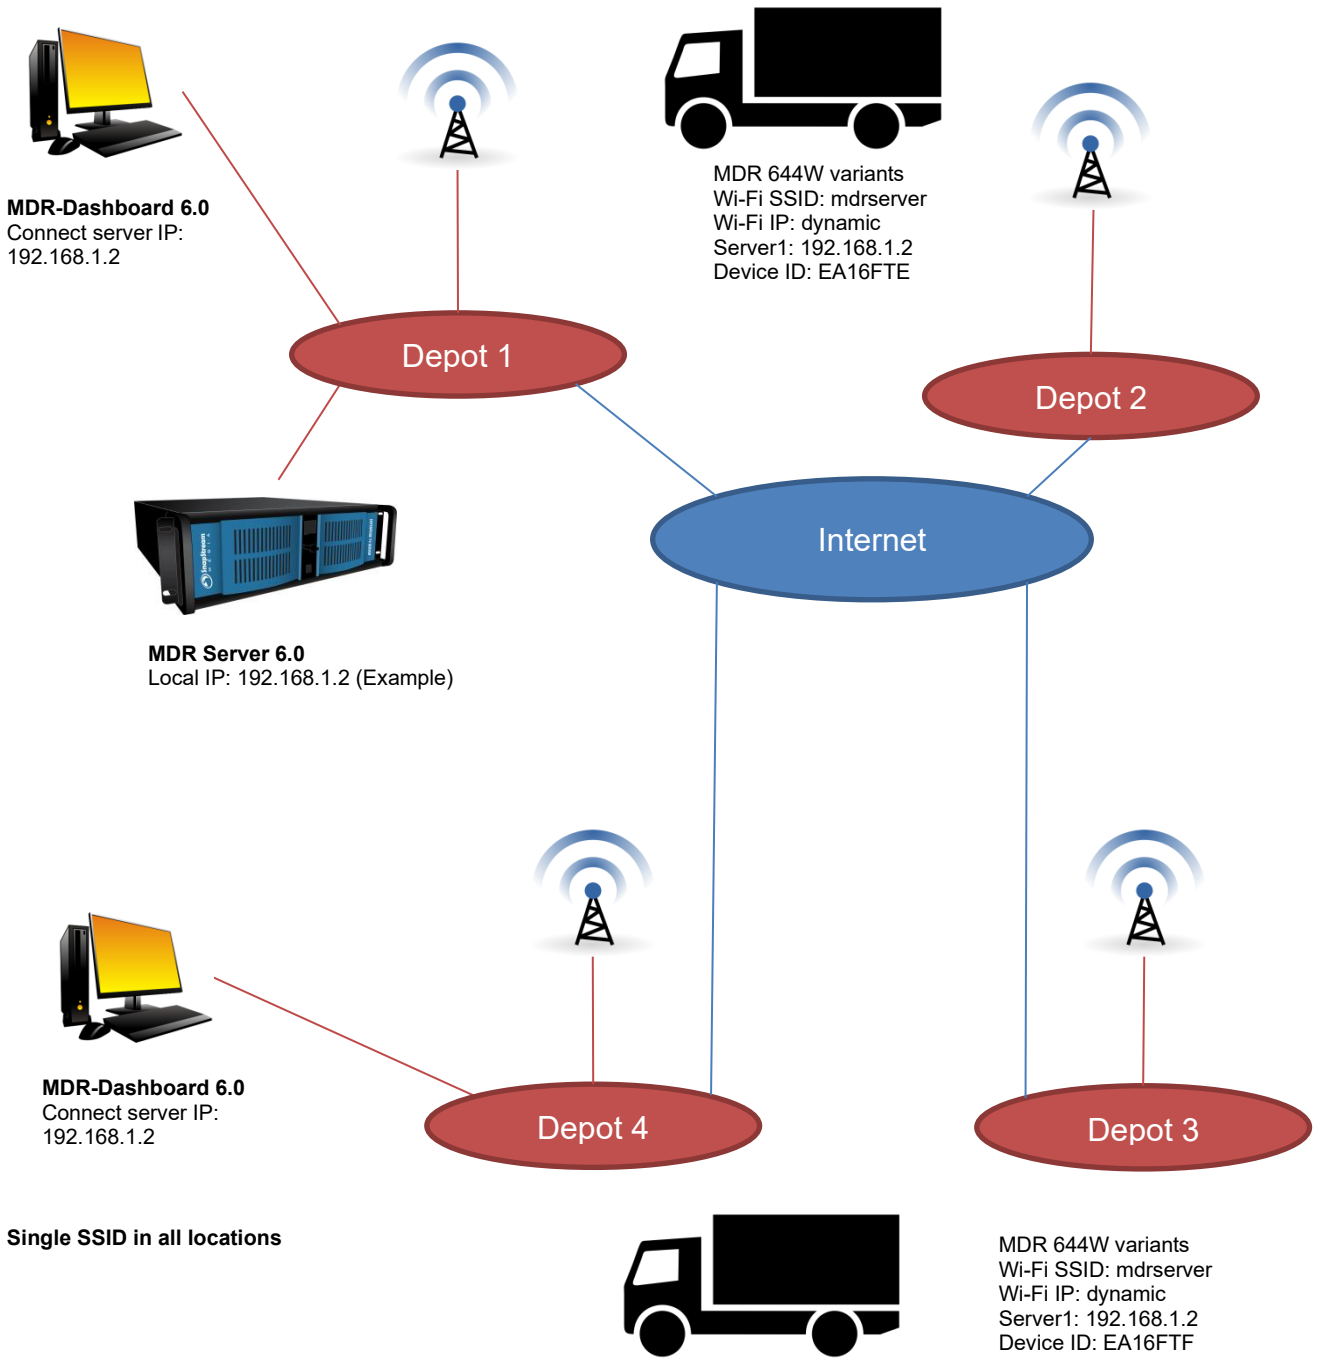 MDR-Dashboard 6.0
Connect server IP:
192.168.1.2
MDR 644W variants
Wi-Fi SSID: mdrserver
Wi-Fi IP: dynamic
Server1: 192.168.1.2
Device ID: EA16FTE
Depot 1
Depot 2
Internet
SnapStream
MDR Server 6.0
Local IP: 192.168.1.2 (Example)
MDR-Dashboard 6.0
Connect server IP:
192.168.1.2
Depot 4
Depot 3
Single SSID in all locations
MDR 644W variants
Wi-Fi SSID: mdrserver
Wi-Fi IP: dynamic
Server1: 192.168.1.2
Device ID: EA16FTF